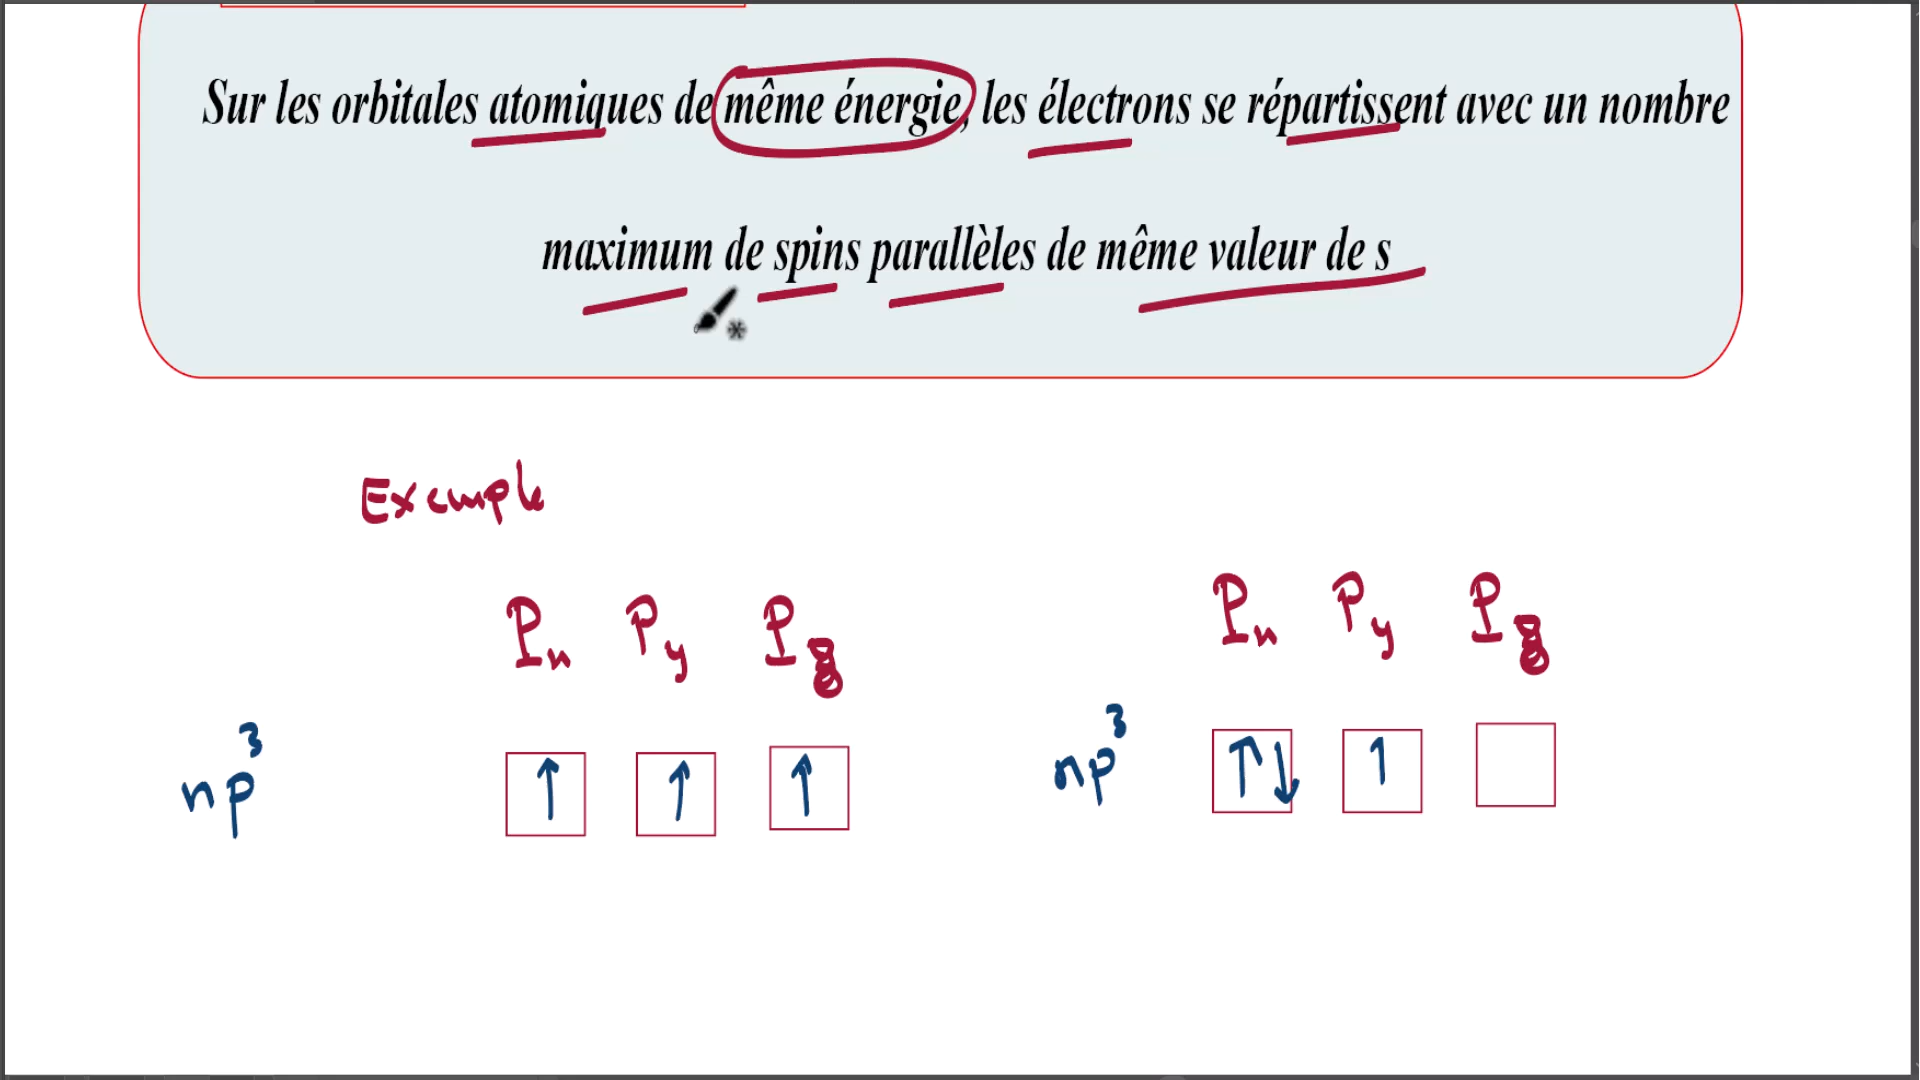 Sur les orbitales atomiques de même énergie, les électrons se répartissent avec un nombre
maximum de spins parallèles de même valeur de s
Exemple
Px Py Pz
np³ ↑ ↑ ↑
Px Py Pz
np³ ↑↓ 1